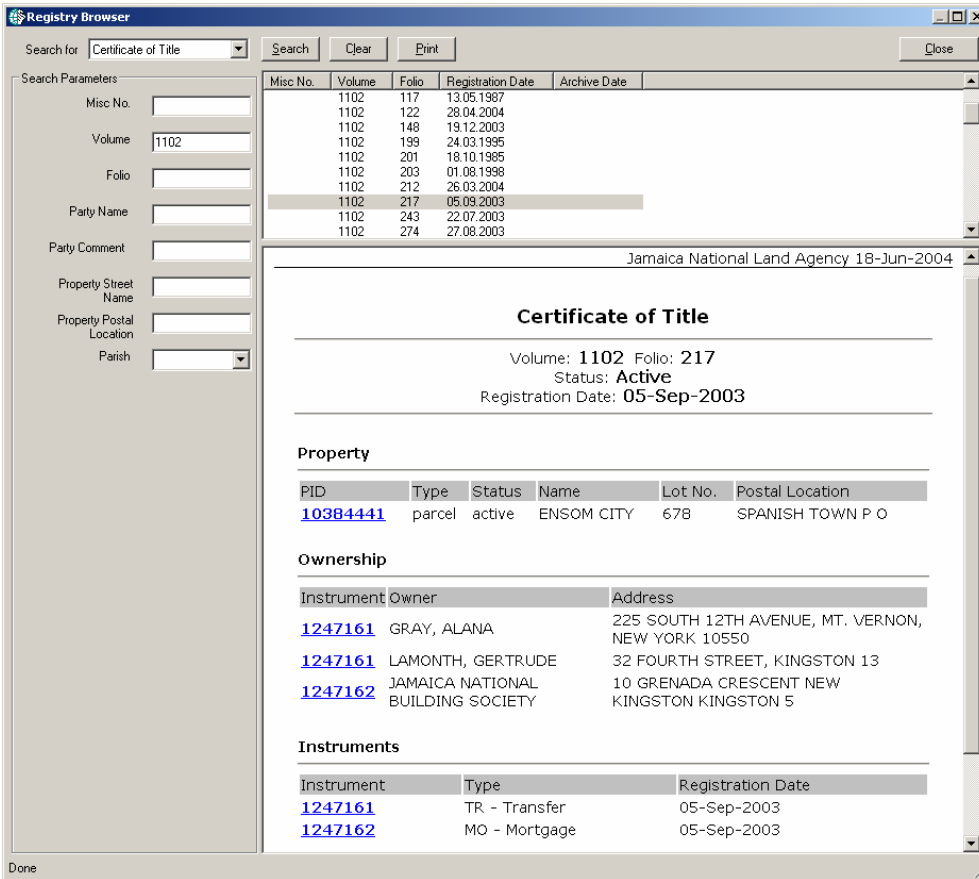 Registry Browser
Search for Certificate of Title Search Clear Print Close
Search Parameters
Misc No.
Volume 1102
Folio
Party Name
Party Comment
Property Street
Name
Property Postal
Location
Parish
Misc No. Volume Folio Registration Date Archive Date
1102 117 13.05.1987
1102 122 28.04.2004
1102 148 19.12.2003
1102 199 24.03.1995
1102 201 18.10.1985
1102 203 01.08.1998
1102 212 26.03.2004
1102 217 05.09.2003
1102 243 22.07.2003
1102 274 27.08.2003
Jamaica National Land Agency 18-Jun-2004
Certificate of Title
Volume: 1102 Folio: 217
Status: Active
Registration Date: 05-Sep-2003
Property
PID Type Status Name Lot No. Postal Location
10384441 parcel active ENSOM CITY 678 SPANISH TOWN P O
Ownership
Instrument Owner Address
1247161 GRAY, ALANA 225 SOUTH 12TH AVENUE, MT. VERNON,
NEW YORK 10550
1247161 LAMONTH, GERTRUDE 32 FOURTH STREET, KINGSTON 13
1247162 JAMAICA NATIONAL 10 GRENADA CRESCENT NEW
BUILDING SOCIETY KINGSTON KINGSTON 5
Instruments
Instrument Type Registration Date
1247161 TR - Transfer 05-Sep-2003
1247162 MO - Mortgage 05-Sep-2003
Done